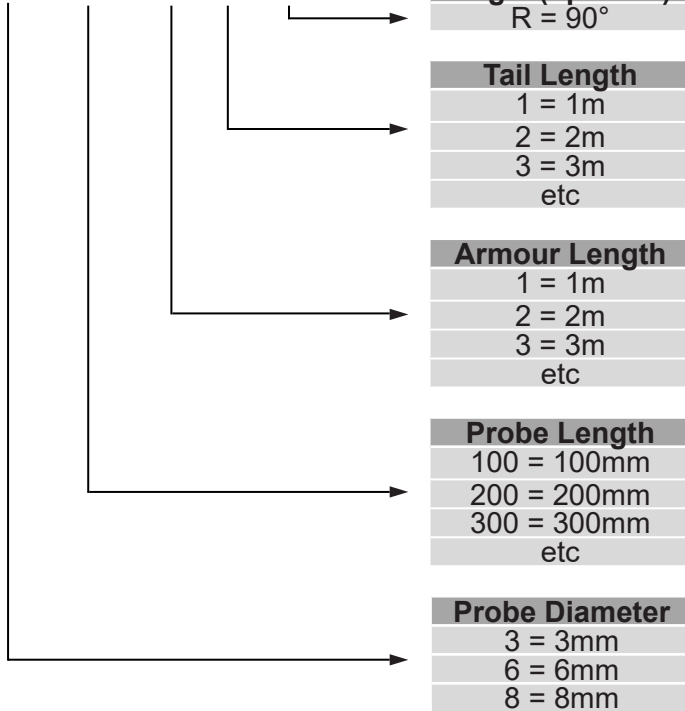 R = 90°
Tail Length
1 = 1m
2 = 2m
3 = 3m
etc
Armour Length
1 = 1m
2 = 2m
3 = 3m
etc
Probe Length
100 = 100mm
200 = 200mm
300 = 300mm
etc
Probe Diameter
3 = 3mm
6 = 6mm
8 = 8mm